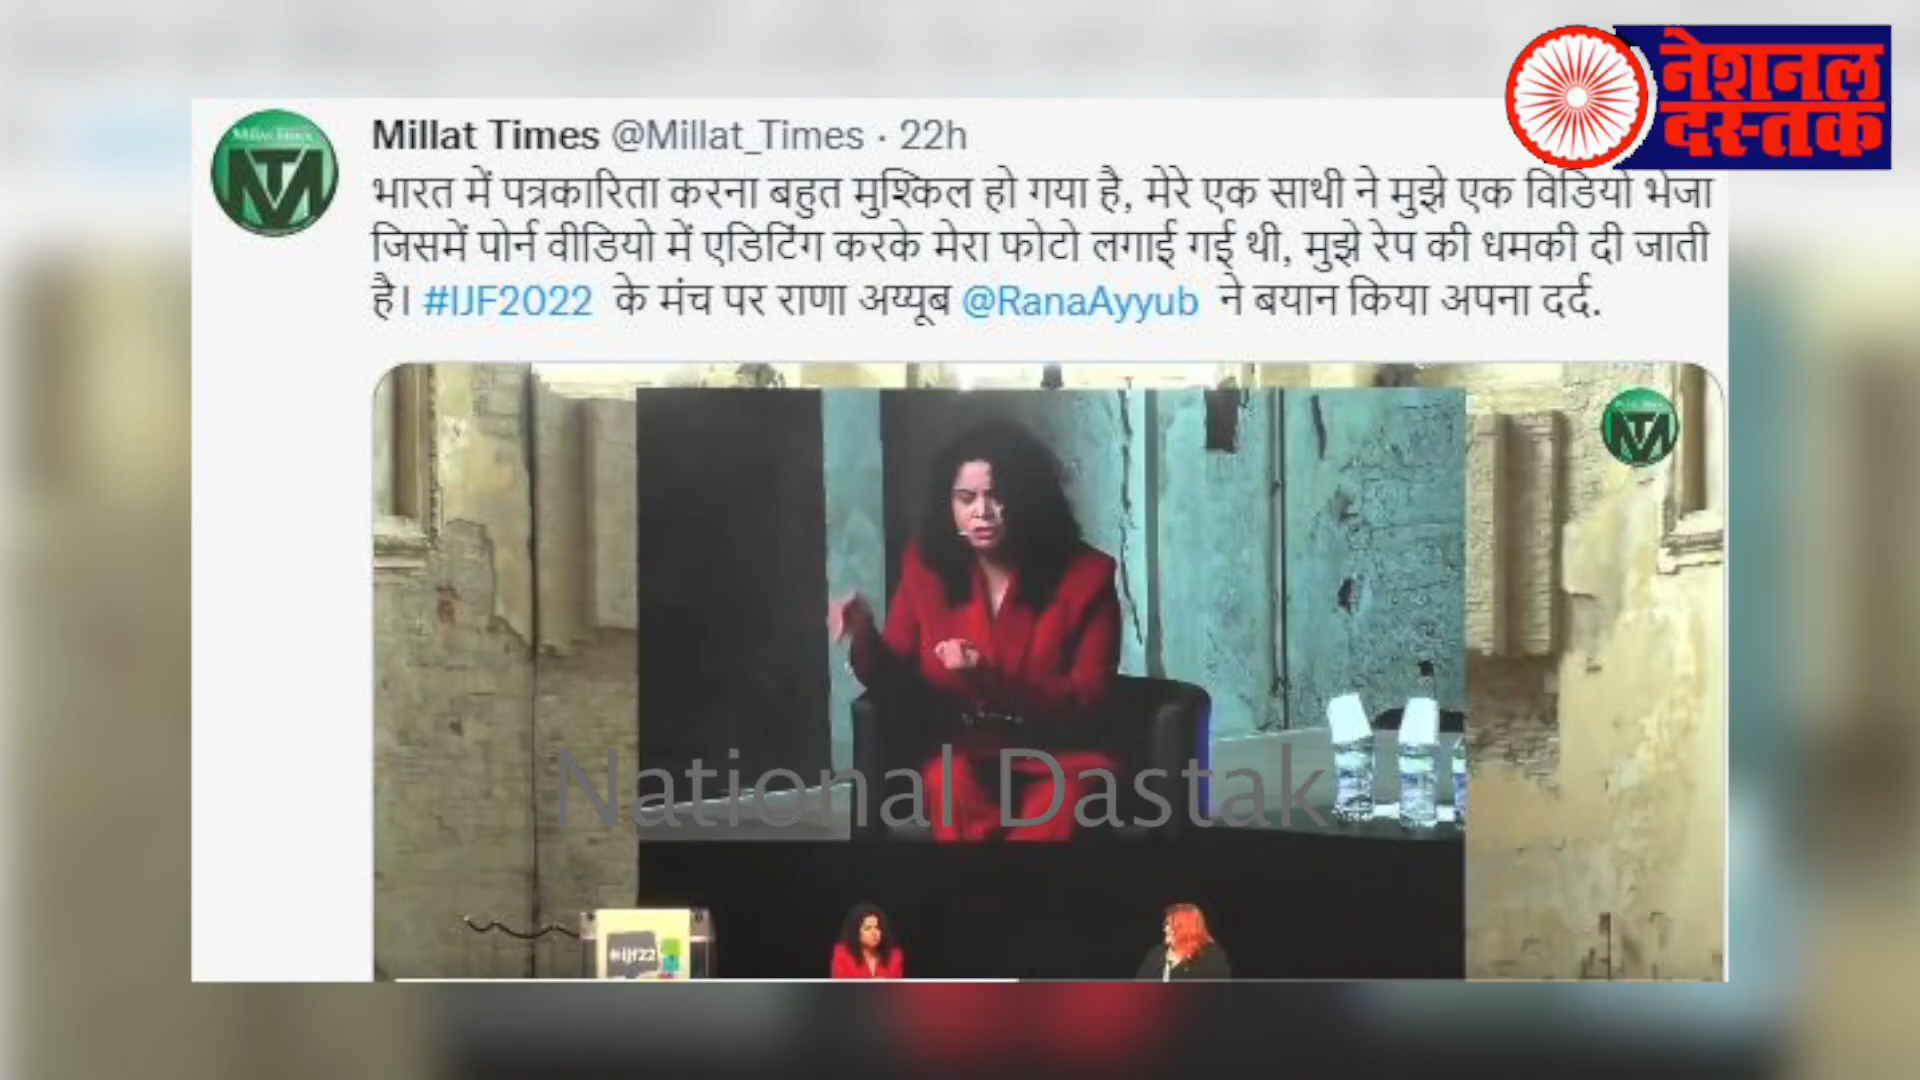 नेशनल
दस्तक
Millat Times @Millat_Times · 22h
भारत में पत्रकारिता करना बहुत मुश्किल हो गया है, मेरे एक साथी ने मुझे एक विडियो भेजा
जिसमें पोर्न वीडियो में एडिटिंग करके मेरा फोटो लगाई गई थी, मुझे रेप की धमकी दी जाती
है। #IJF2022 के मंच पर राणा अय्यूब @RanaAyyub ने बयान किया अपना दर्द.
National Dastak
#ijf22